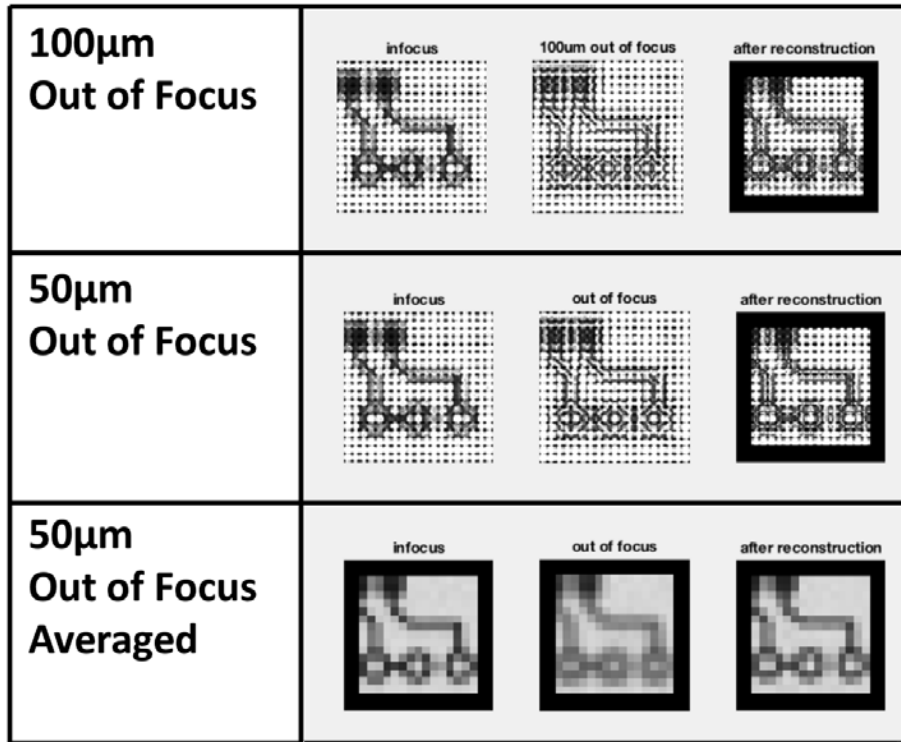 100µm
Out of Focus
infocus
100um out of focus
after reconstruction
50µm
Out of Focus
infocus
out of focus
after reconstruction
50µm
Out of Focus
Averaged
infocus
out of focus
after reconstruction